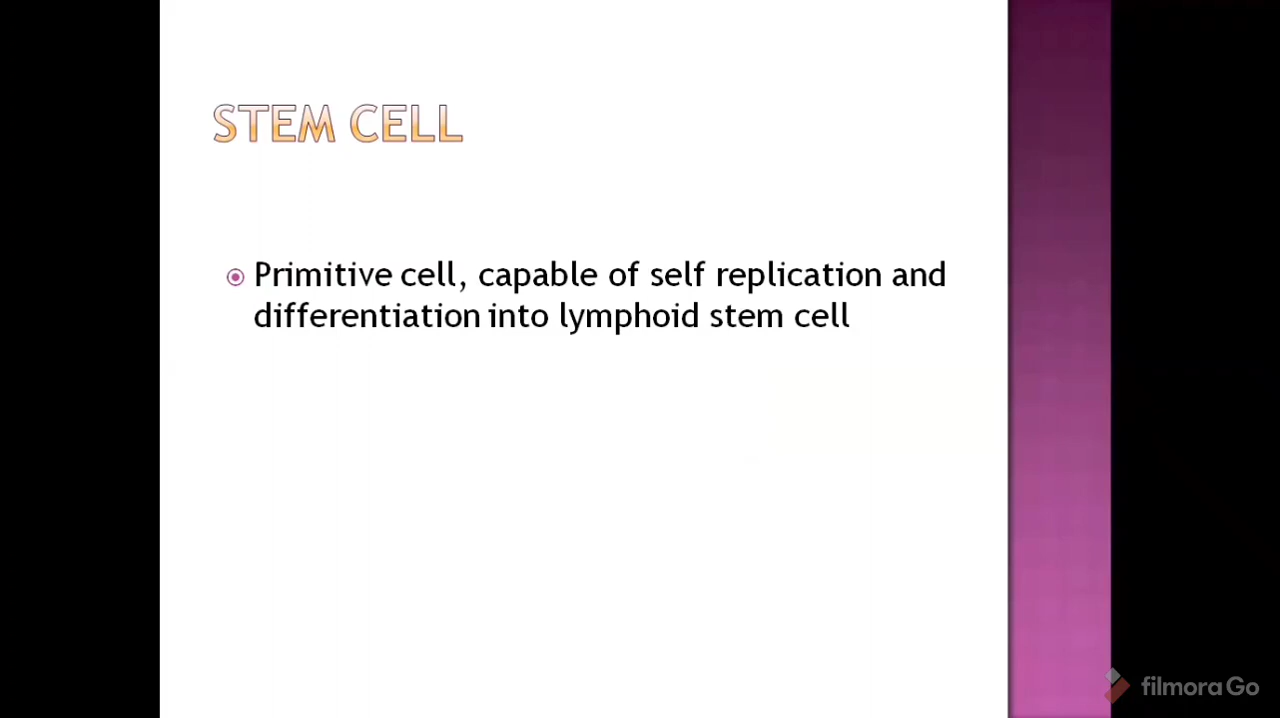 STEM CELL
Primitive cell, capable of self replication and
differentiation into lymphoid stem cell
filmora Go